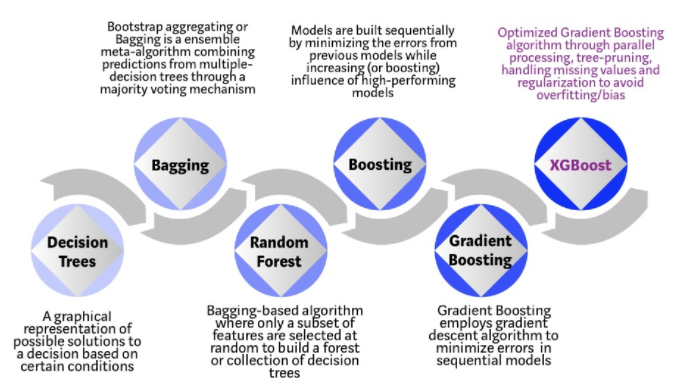 Bootstrap aggregating or
Bagging is a ensemble
meta-algorithm combining
predictions from multiple-
decision trees through a
majority voting mechanism
Models are built sequentially
by minimizing the errors from
previous models while
increasing (or boosting)
influence of high-performing
models
Optimized Gradient Boosting
algorithm through parallel
processing, tree-pruning,
handling missing values and
regularization to avoid
overfitting/bias
Bagging
Boosting
XGBoost
Decision
Trees
Random
Forest
Gradient
Boosting
A graphical
representation of
possible solutions to
a decision based on
certain conditions
Bagging-based algorithm
where only a subset of
features are selected at
random to build a forest
or collection of decision
trees
Gradient Boosting
employs gradient
descent algorithm to
minimize errors in
sequential models